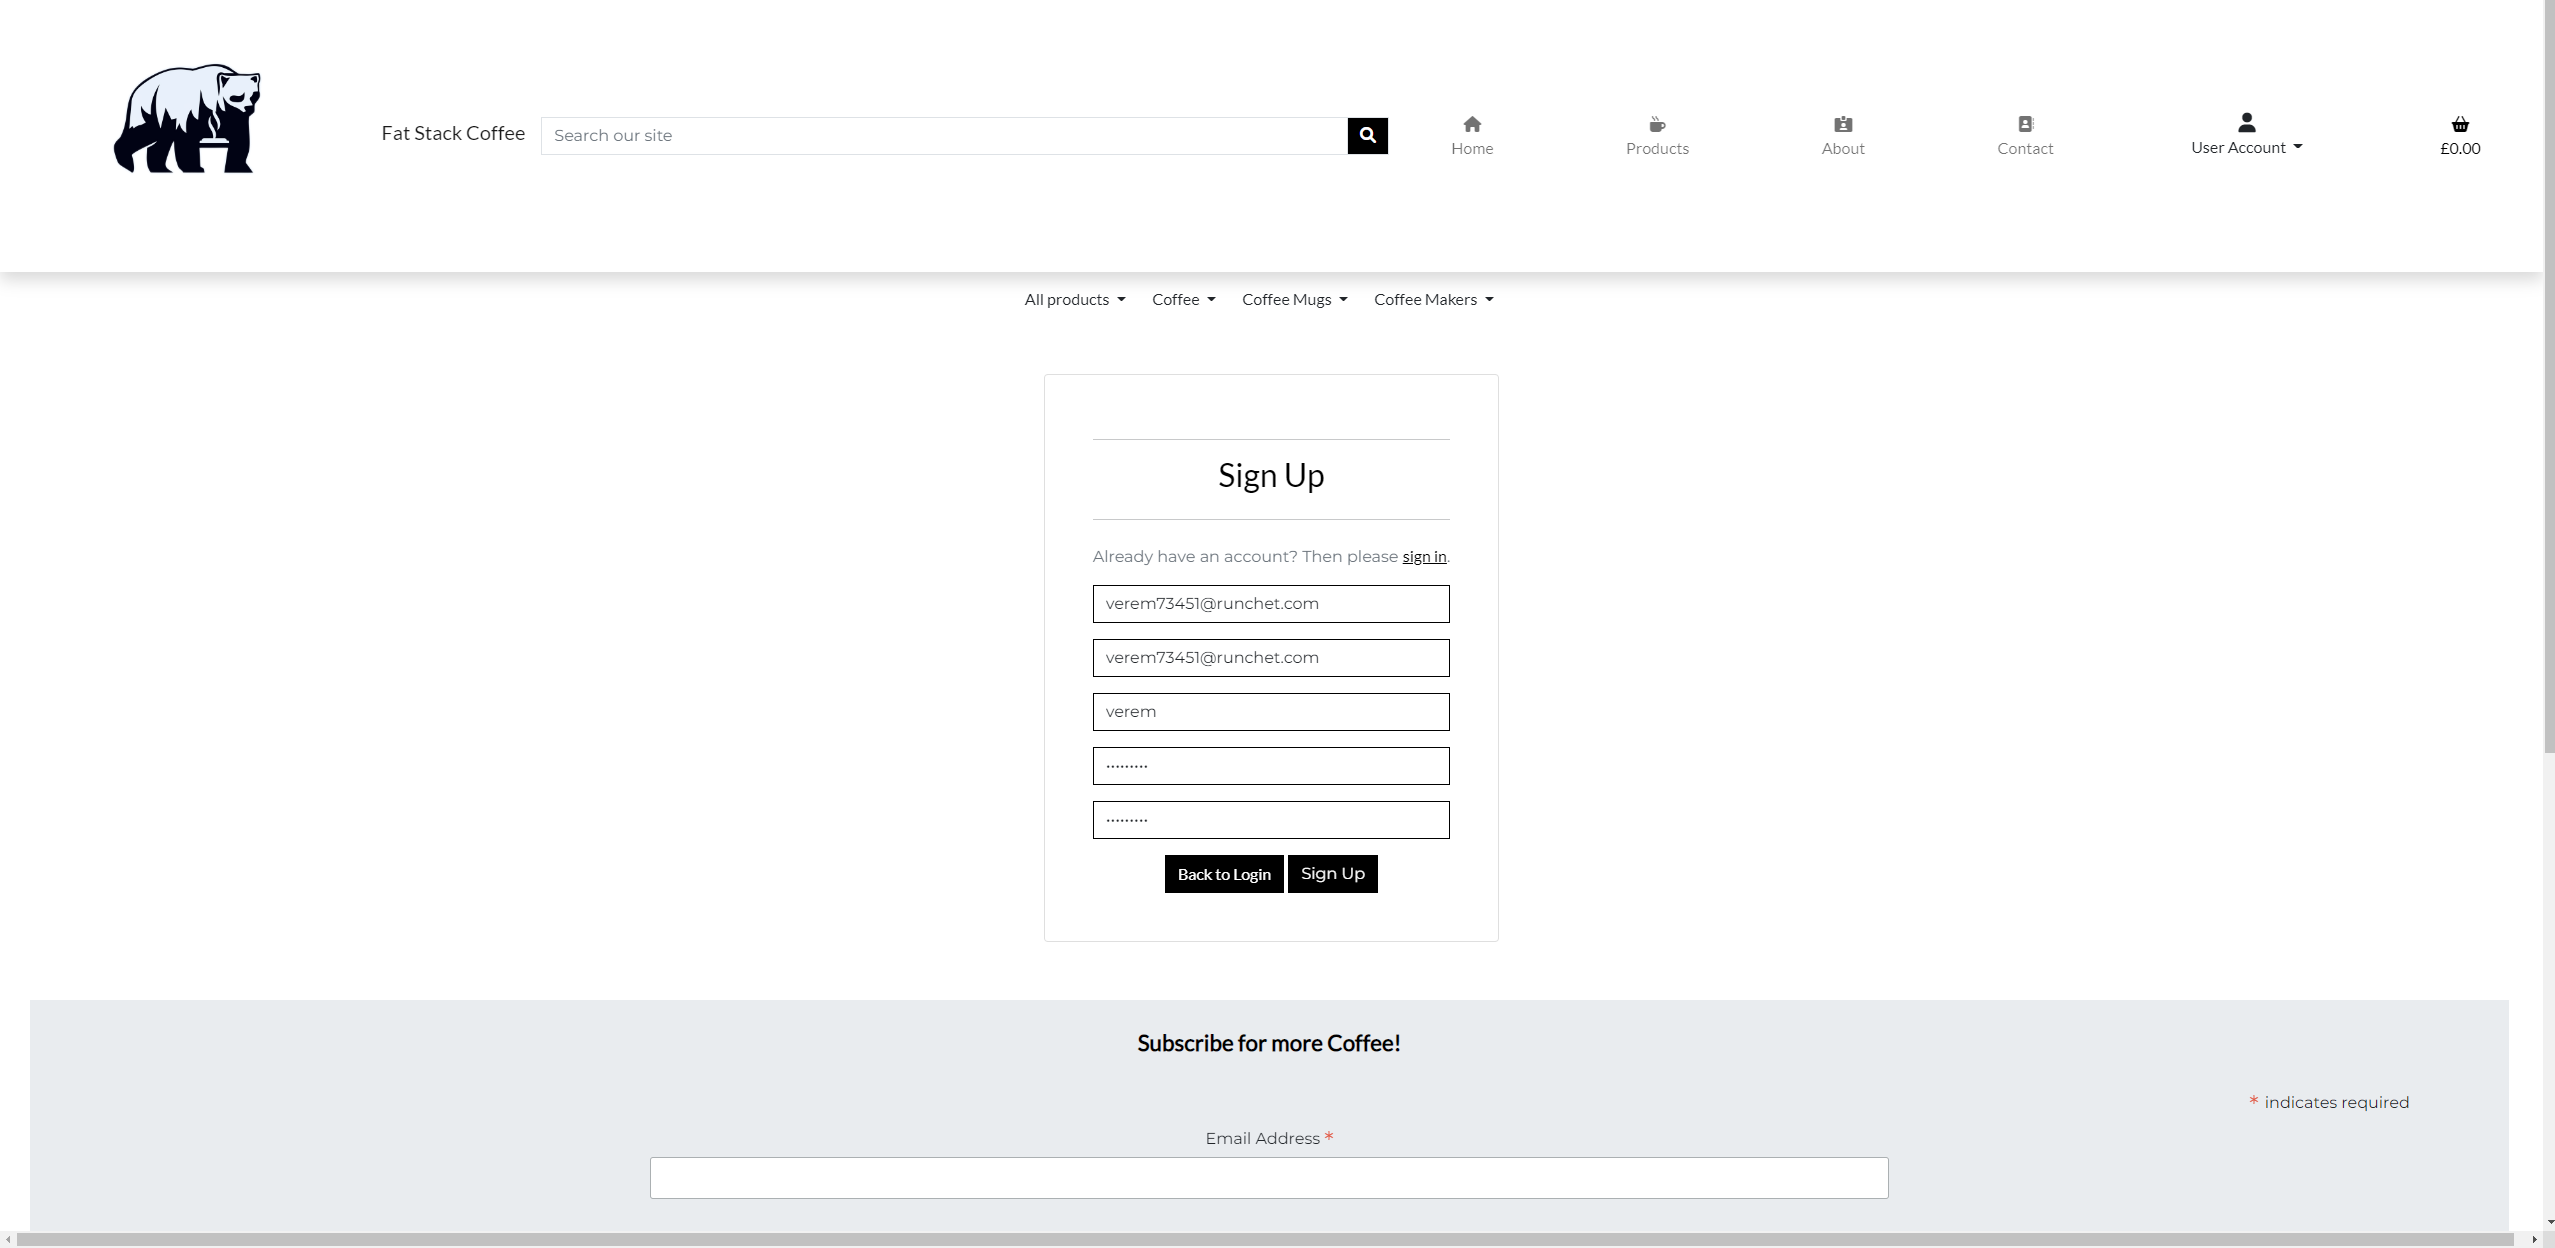 Fat Stack Coffee
Search our site
Home
Products
About
Contact
User Account
£0.00
All products
Coffee
Coffee Mugs
Coffee Makers
Sign Up
Already have an account? Then please sign in.
verem73451@runchet.com
verem73451@runchet.com
verem
•••••••••
•••••••••
Back to Login
Sign Up
Subscribe for more Coffee!
* indicates required
Email Address *